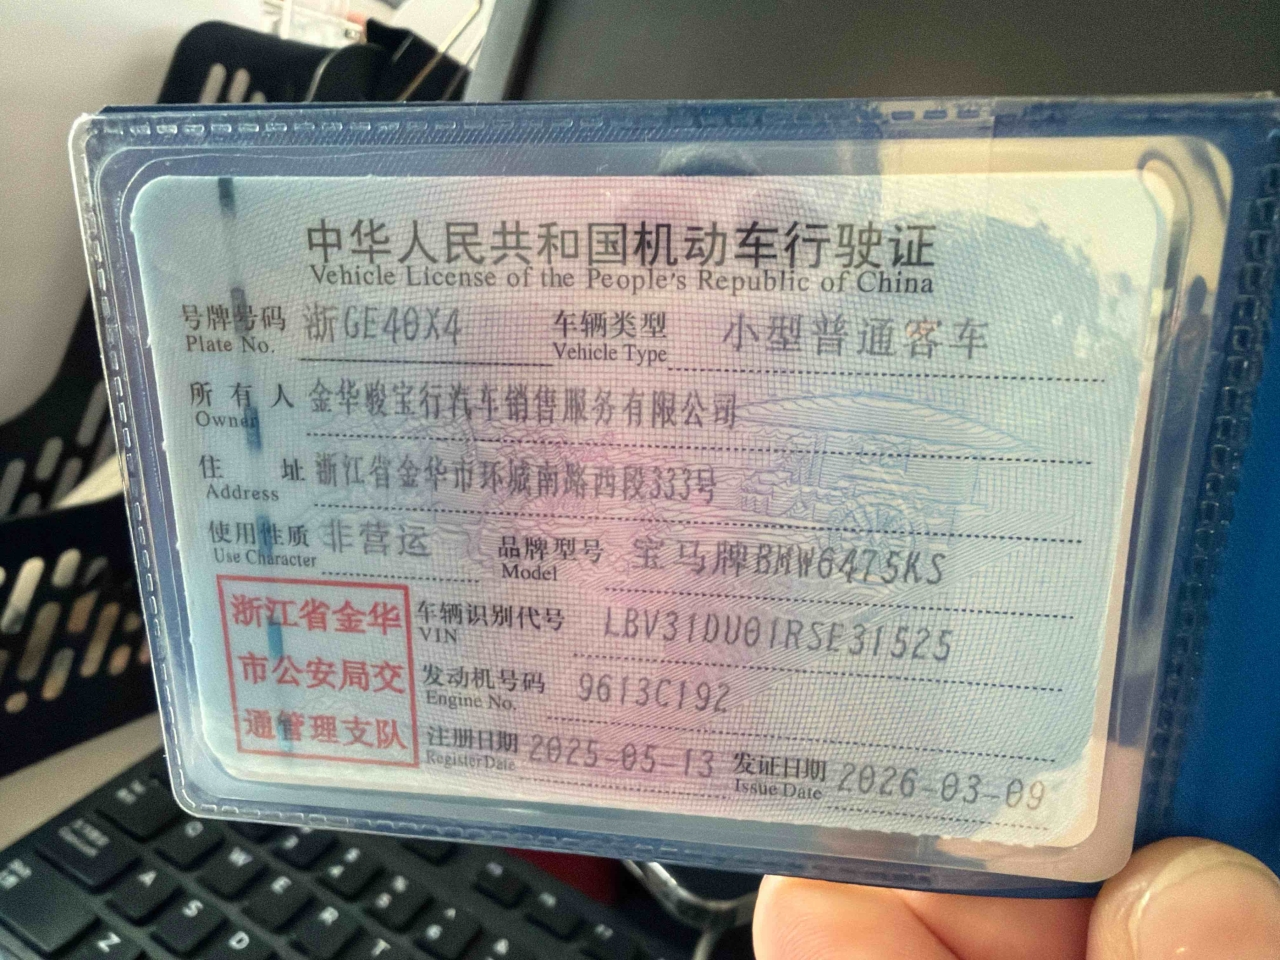 中华人民共和国机动车行驶证
Vehicle License of the People's Republic of China
号牌号码 浙GE40X4 车辆类型 小型普通客车
Plate No. Vehicle Type
所有人 金华骏宝行汽车销售服务有限公司
Owner
住址 浙江省金华市环城南路西段333号
Address
使用性质 非营运 品牌型号 宝马牌BMW6475KS
Use Character Model
浙江省金华
市公安局交
通管理支队
车辆识别代号 LBV31DU01RSE31525
VIN
发动机号码 9613C192
Engine No.
注册日期 2025-05-13 发证日期 2026-03-09
Register Date Issue Date
Q W E R T
A S D
Z